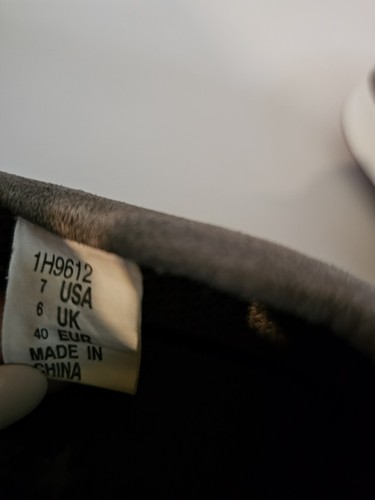 1H9612
7 USA
6 UK
40 EUR
MADE IN
CHINA